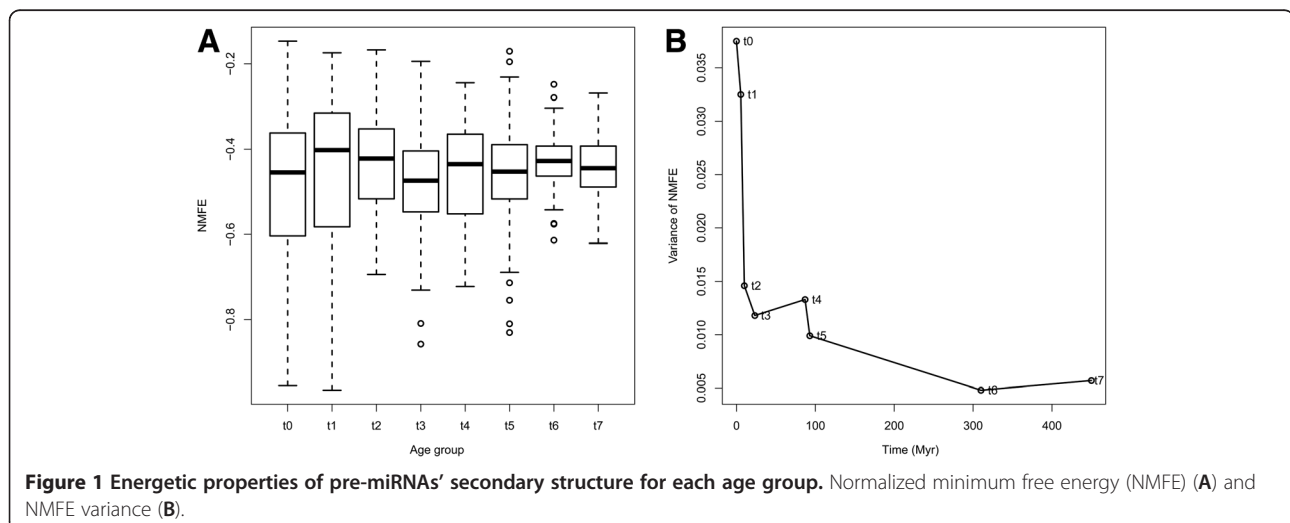 A
B
NMFE
-0.2
-0.4
-0.6
-0.8
t0 t1 t2 t3 t4 t5 t6 t7
Age group
Variance of NMFE
0.035
0.030
0.025
0.020
0.015
0.010
0.005
t0
t1
t2
t3
t4
t5
t6
t7
0 100 200 300 400
Time (Myr)
Figure 1 Energetic properties of pre-miRNAs' secondary structure for each age group. Normalized minimum free energy (NMFE) (A) and
NMFE variance (B).